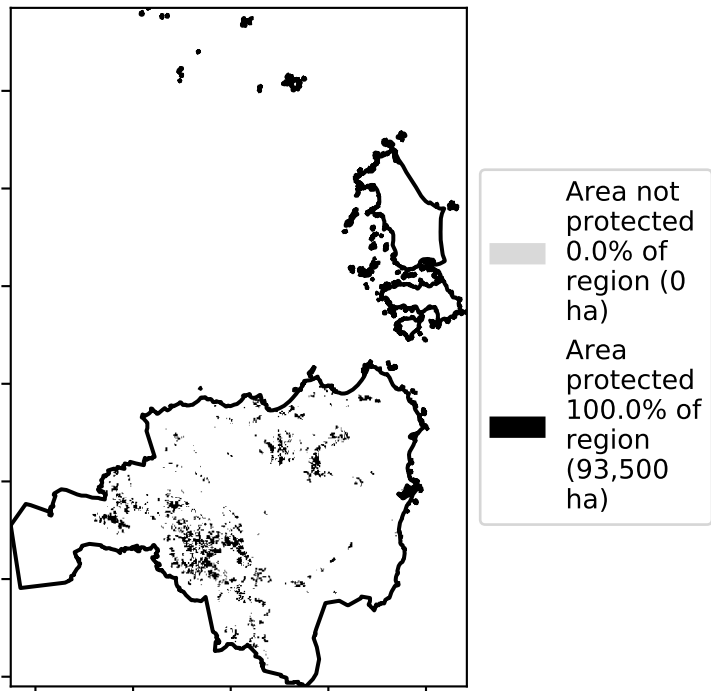 Area not
protected
0.0% of
region (0
ha)
Area
protected
100.0% of
region
(93,500
ha)